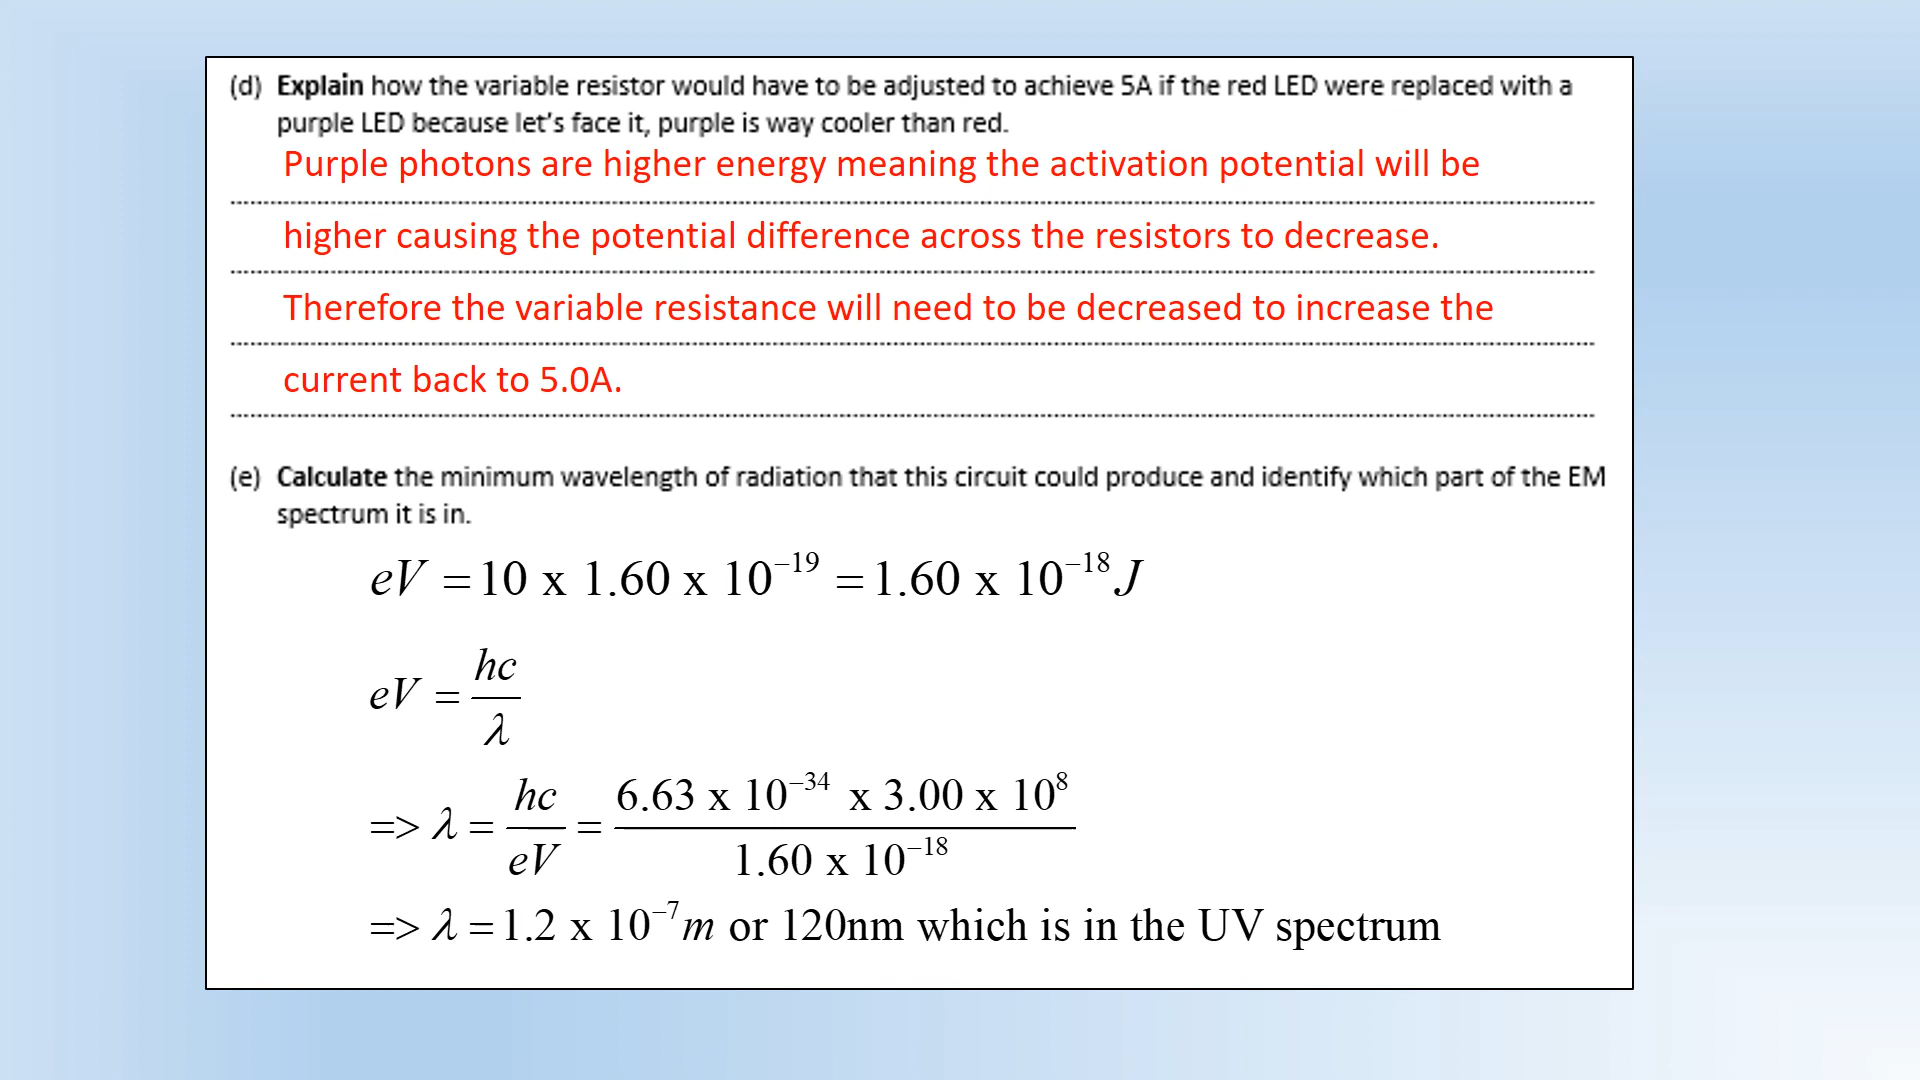 (d) Explain how the variable resistor would have to be adjusted to achieve 5A if the red LED were replaced with a
purple LED because let's face it, purple is way cooler than red.
Purple photons are higher energy meaning the activation potential will be
higher causing the potential difference across the resistors to decrease.
Therefore the variable resistance will need to be decreased to increase the
current back to 5.0A.
(e) Calculate the minimum wavelength of radiation that this circuit could produce and identify which part of the EM
spectrum it is in.
eV = 10 x 1.60 x 10⁻¹⁹ = 1.60 x 10⁻¹⁸ J
eV = hc/λ
=> λ = hc/eV = (6.63 x 10⁻³⁴ x 3.00 x 10⁸)/(1.60 x 10⁻¹⁸)
=> λ = 1.2 x 10⁻⁷ m or 120nm which is in the UV spectrum